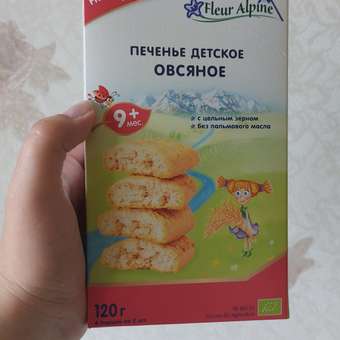 Fleur Alpine
ПЕЧЕНЬЕ ДЕТСКОЕ
ОВСЯНОЕ
9+
мес
с цельным зерном
без пальмового масла
120 г